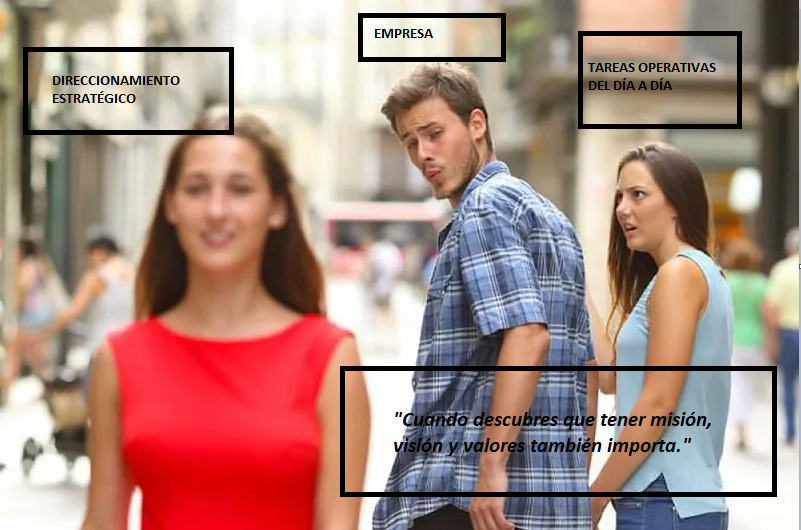 EMPRESA
DIRECCIONAMIENTO
ESTRATÉGICO
TAREAS OPERATIVAS
DEL DÍA A DÍA
"Cuando descubres que tener misión,
visión y valores también importa."